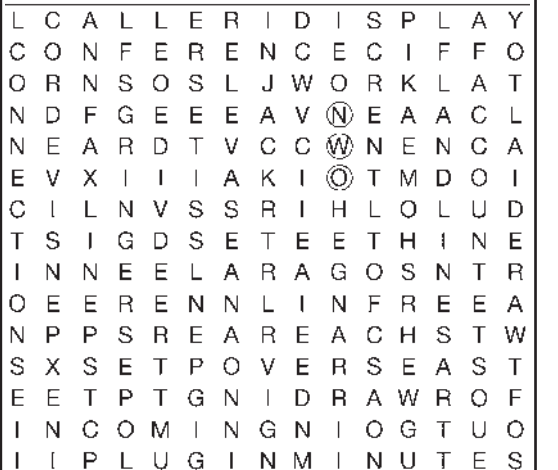 L C A L L E R I D I S P L A Y
C O N F E R E N C E C I F F O
O R N S O S L J W O R K L A T
N D F G E E E A V N E A A C L
N E A R D T V C C W N E N C A
E V X I I I A K I O T M D O I
C I L N V S S R I H L O L U D
T S I G D S E T E E T H I N E
I N N E E L A R A G O S N T R
O E E R E N N L I N F R E E A
N P P S R E A R E A C H S T W
S X S E T P O V E R S E A S T
E E T P T G N I D R A W R O F
I N C O M I N G N I O G T U O
I I P L U G I N M I N U T E S